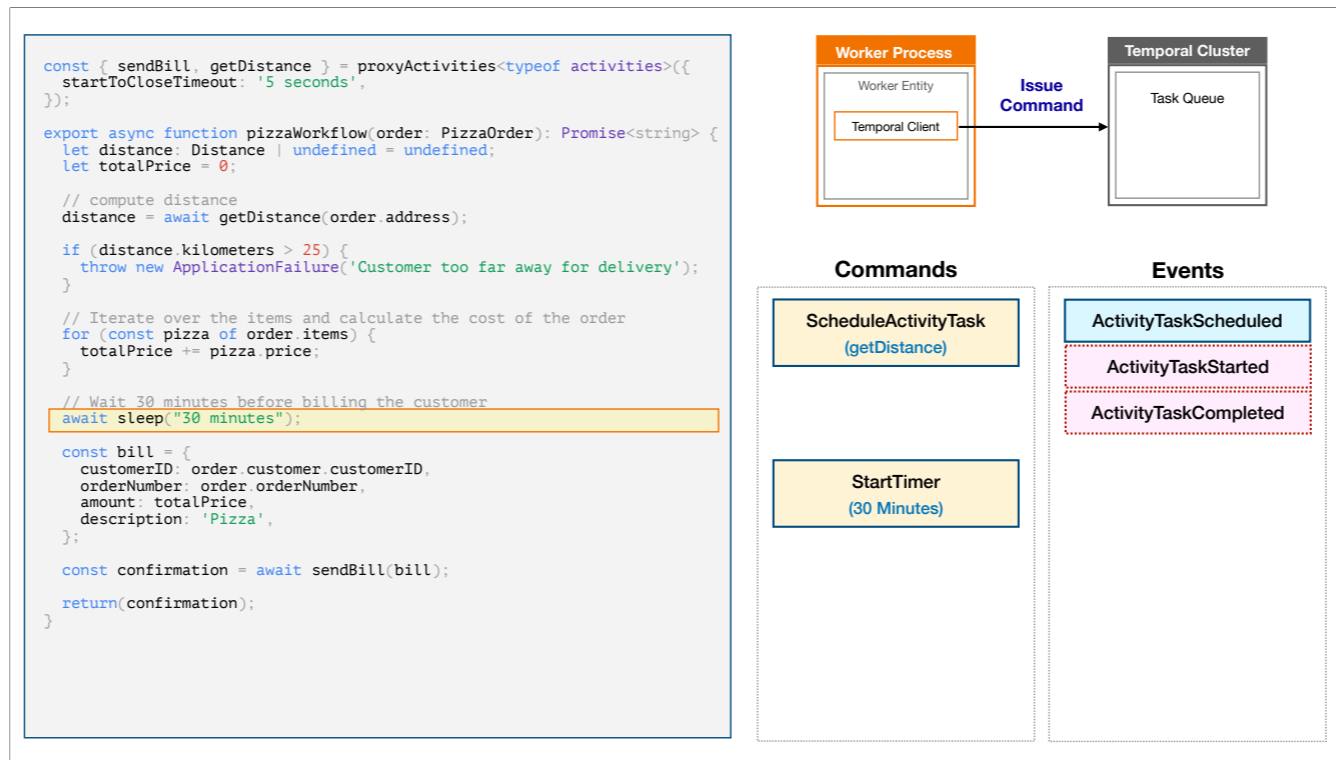 const { sendBill, getDistance } = proxyActivities<typeof activities>({
  startToCloseTimeout: '5 seconds',
});

export async function pizzaWorkflow(order: PizzaOrder): Promise<string> {
  let distance: Distance | undefined = undefined;
  let totalPrice = 0;

  // compute distance
  distance = await getDistance(order.address);

  if (distance.kilometers > 25) {
    throw new ApplicationFailure('Customer too far away for delivery');
  }

  // Iterate over the items and calculate the cost of the order
  for (const pizza of order.items) {
    totalPrice += pizza.price;
  }

  // Wait 30 minutes before billing the customer
  await sleep("30 minutes");

  const bill = {
    customerID: order.customer.customerID,
    orderNumber: order.orderNumber,
    amount: totalPrice,
    description: 'Pizza',
  };

  const confirmation = await sendBill(bill);

  return(confirmation);
}
Worker Process
Worker Entity
Temporal Client
Issue
Command
Temporal Cluster
Task Queue
Commands
ScheduleActivityTask
(getDistance)
StartTimer
(30 Minutes)
Events
ActivityTaskScheduled
ActivityTaskStarted
ActivityTaskCompleted